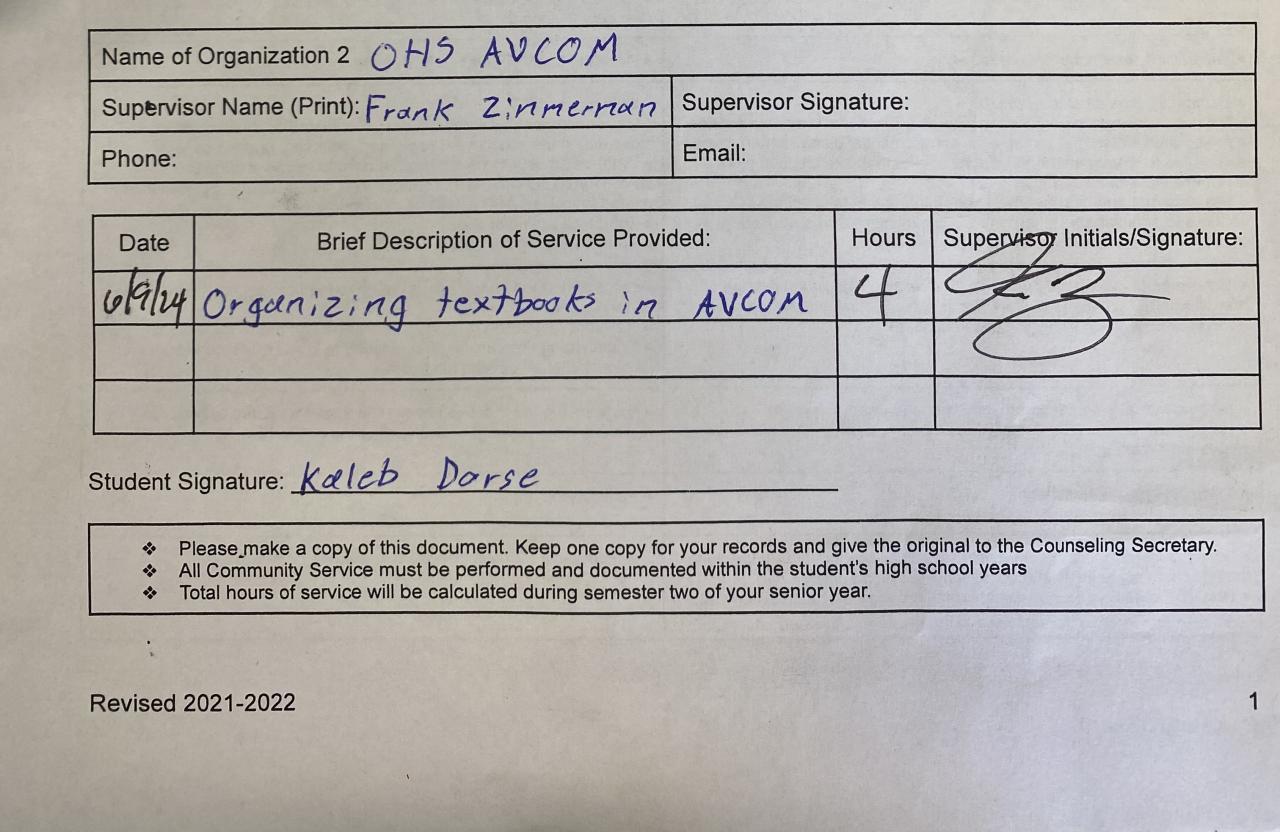 Name of Organization 2 OHS AVCOM
Supervisor Name (Print): Frank Zimmerman Supervisor Signature:
Phone: Email:
Date Brief Description of Service Provided: Hours Supervisor Initials/Signature:
6/9/24 Organizing textbooks in AVCOM 4
Student Signature: Kaleb Darse
❖ Please make a copy of this document. Keep one copy for your records and give the original to the Counseling Secretary.
❖ All Community Service must be performed and documented within the student's high school years
❖ Total hours of service will be calculated during semester two of your senior year.
Revised 2021-2022 1